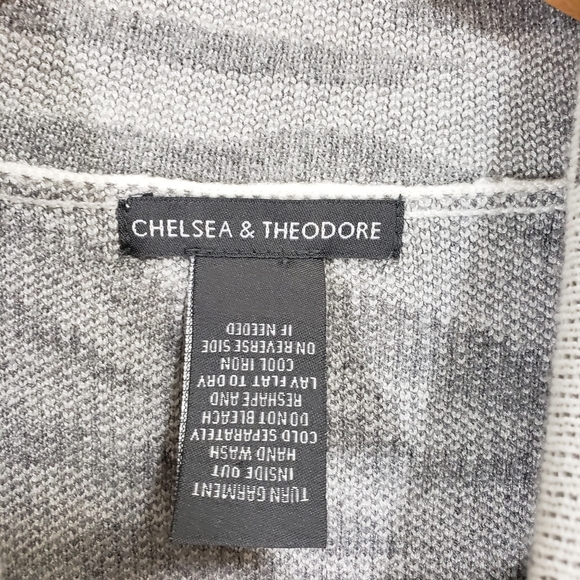 CHELSEA & THEODORE
TURN GARMENT
INSIDE OUT
HAND WASH
COLD SEPARATELY
DO NOT BLEACH
RESHAPE AND
LAY FLAT TO DRY
COOL IRON
ON REVERSE SIDE
IF NEEDED